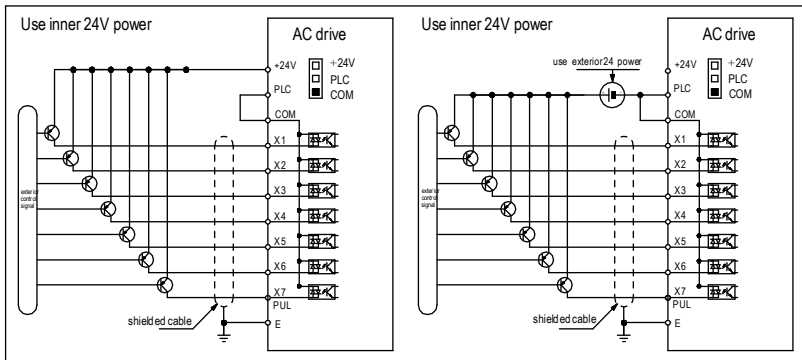 Use inner 24V power
AC drive
+24V
PLC
COM
+24V
PLC
COM
X1
X2
X3
X4
X5
X6
X7
PUL
E
exterior
control
signal
shielded cable
Use inner 24V power
AC drive
use exterior24 power
+24V
PLC
COM
+24V
PLC
COM
X1
X2
X3
X4
X5
X6
X7
PUL
E
exterior
control
signal
shielded cable